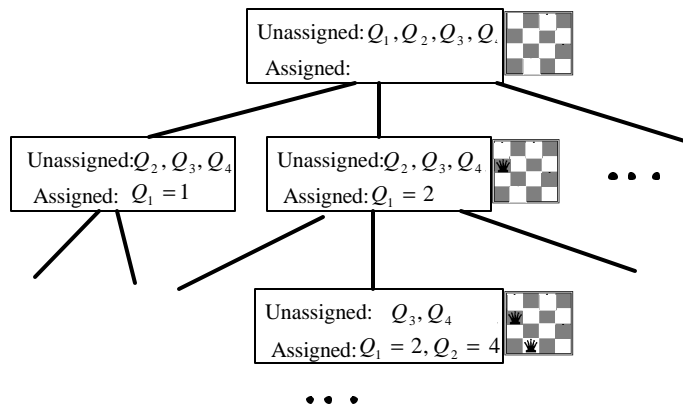 Unassigned: Q₁, Q₂, Q₃, Q
Assigned:
Unassigned: Q₂, Q₃, Q₄
Assigned: Q₁ = 1
Unassigned: Q₂, Q₃, Q₄
Assigned: Q₁ = 2
Unassigned: Q₃, Q₄
Assigned: Q₁ = 2, Q₂ = 4